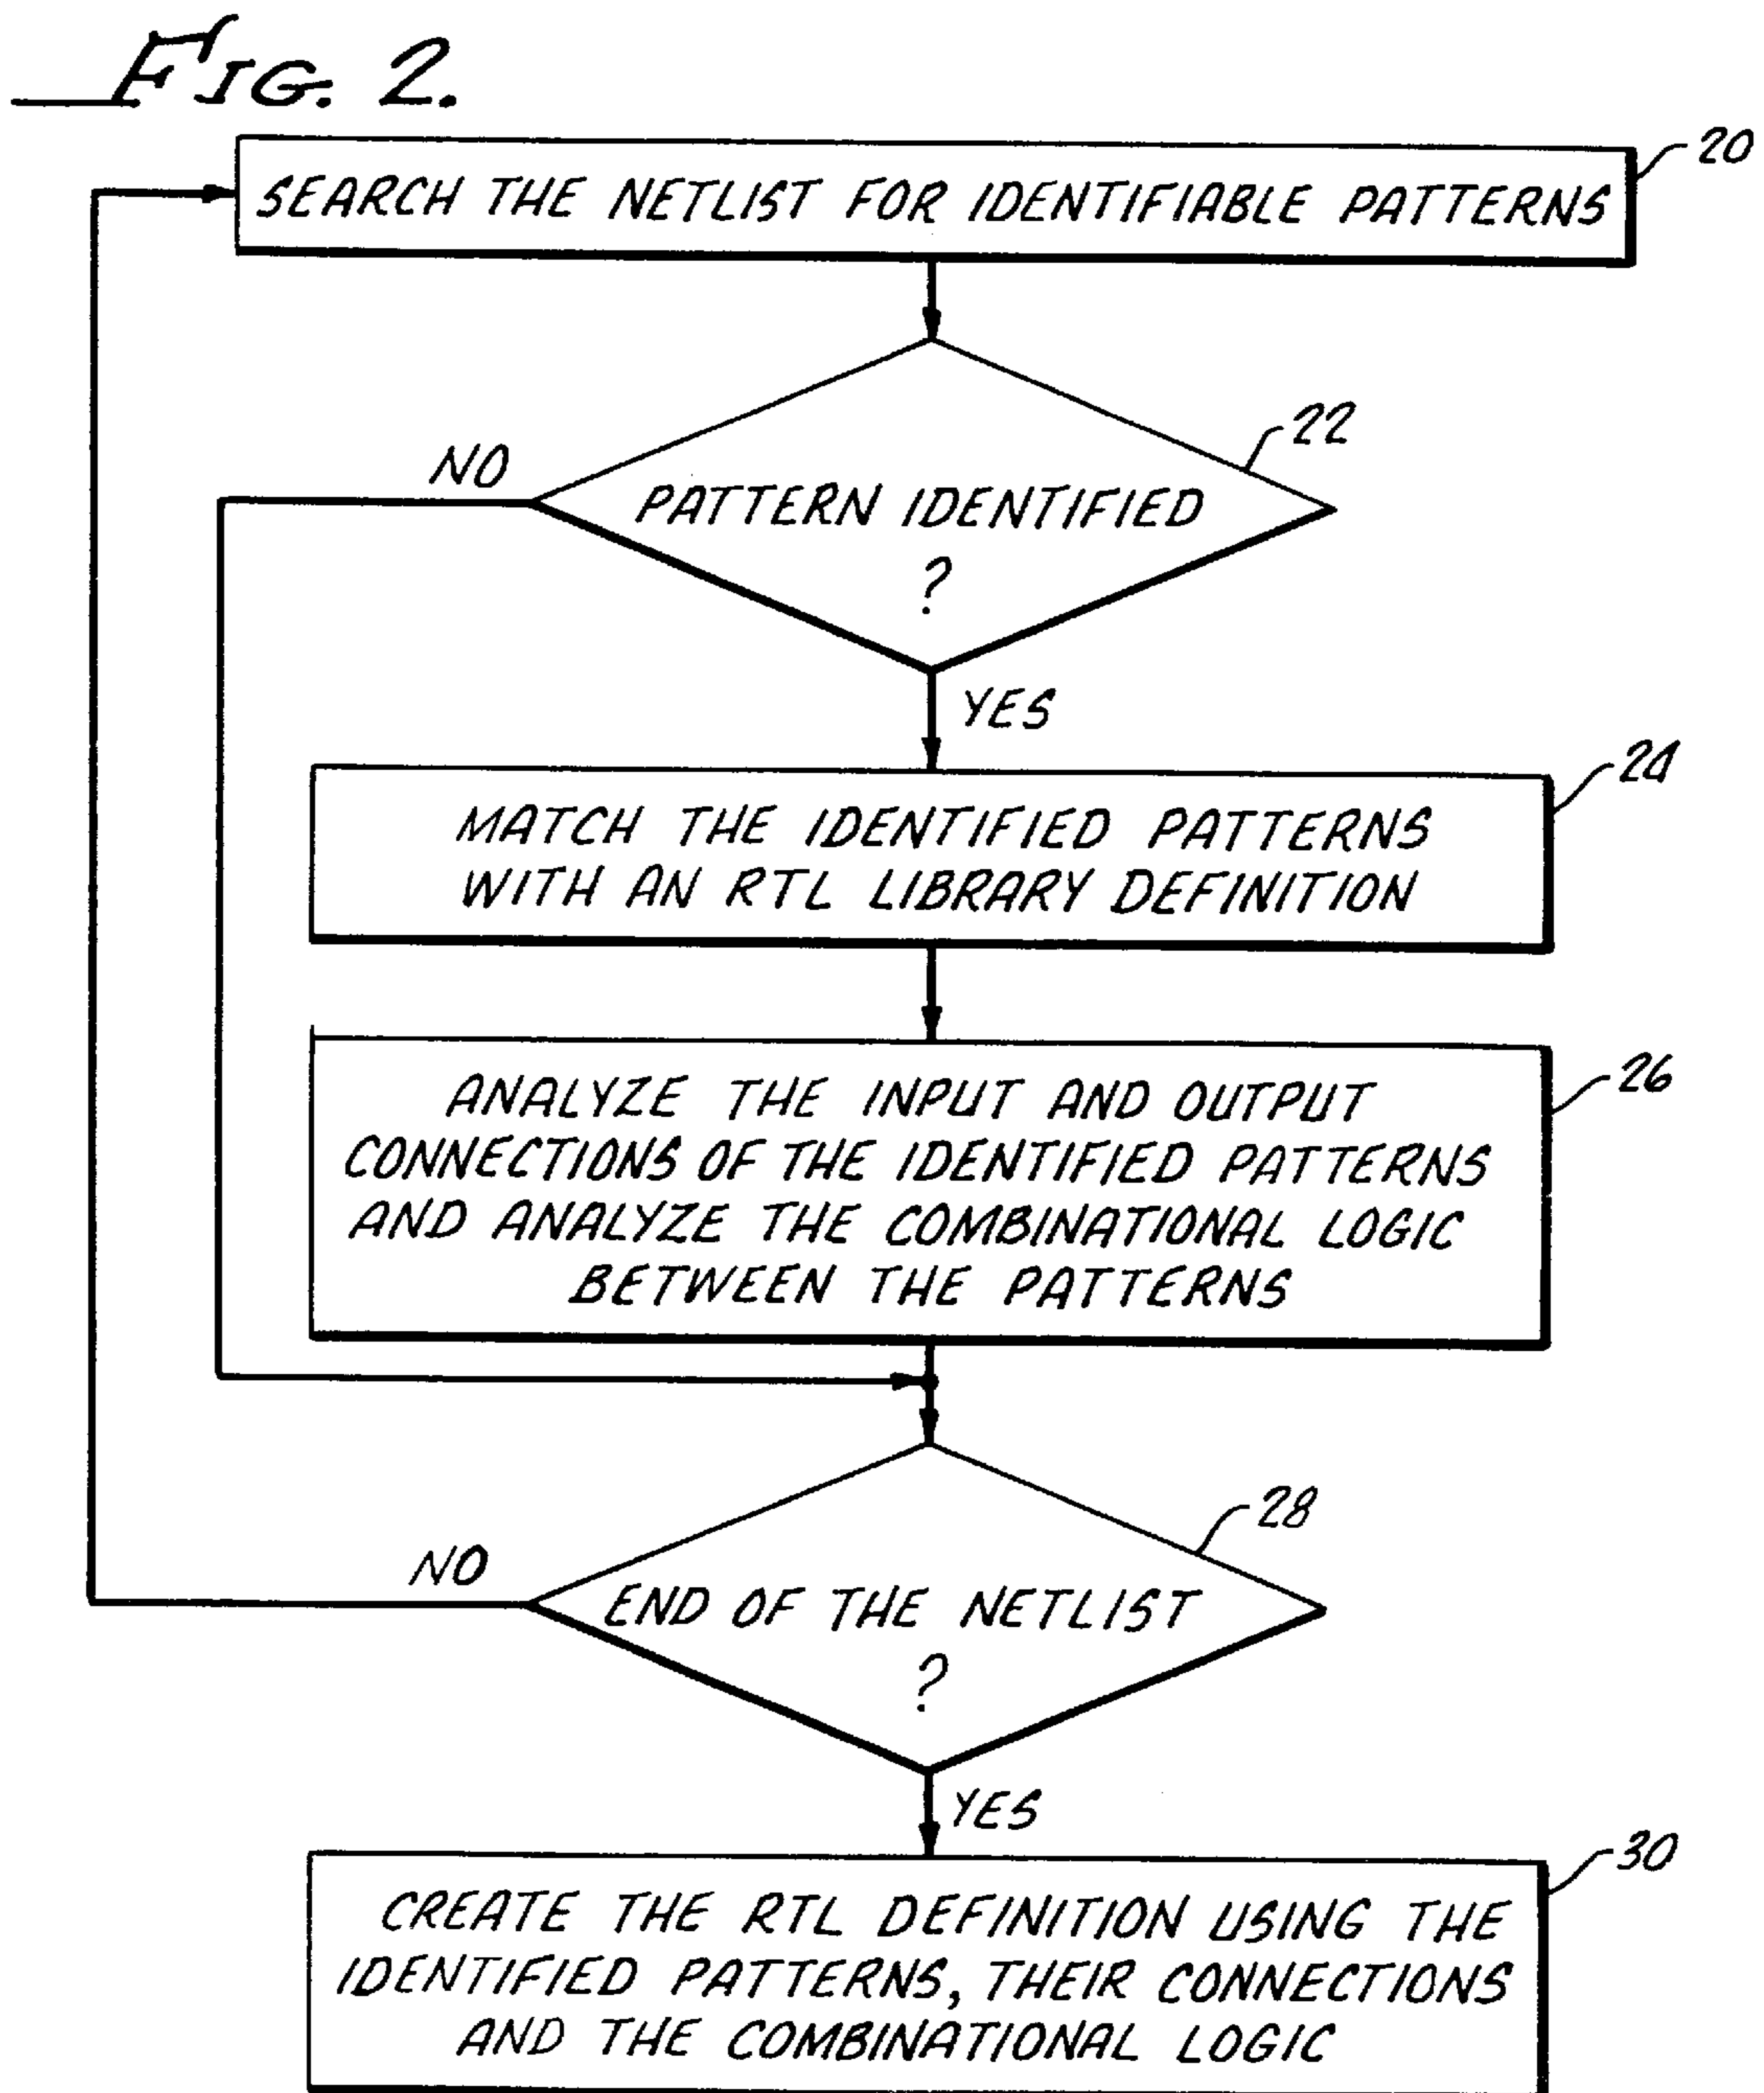 FIG. 2.
20
SEARCH THE NETLIST FOR IDENTIFIABLE PATTERNS
22
NO
PATTERN IDENTIFIED
?
YES
24
MATCH THE IDENTIFIED PATTERNS
WITH AN RTL LIBRARY DEFINITION
26
ANALYZE THE INPUT AND OUTPUT
CONNECTIONS OF THE IDENTIFIED PATTERNS
AND ANALYZE THE COMBINATIONAL LOGIC
BETWEEN THE PATTERNS
28
NO
END OF THE NETLIST
?
YES
30
CREATE THE RTL DEFINITION USING THE
IDENTIFIED PATTERNS, THEIR CONNECTIONS
AND THE COMBINATIONAL LOGIC